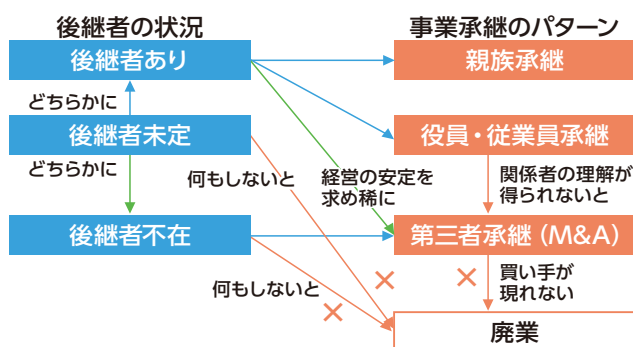 後継者の状況
事業承継のパターン
後継者あり
親族承継
どちらかに
後継者未定
役員・従業員承継
どちらかに
何もしないと
経営の安定を
求め稀に
関係者の理解が
得られないと
後継者不在
第三者承継（M&A）
何もしないと
買い手が
現れない
廃業